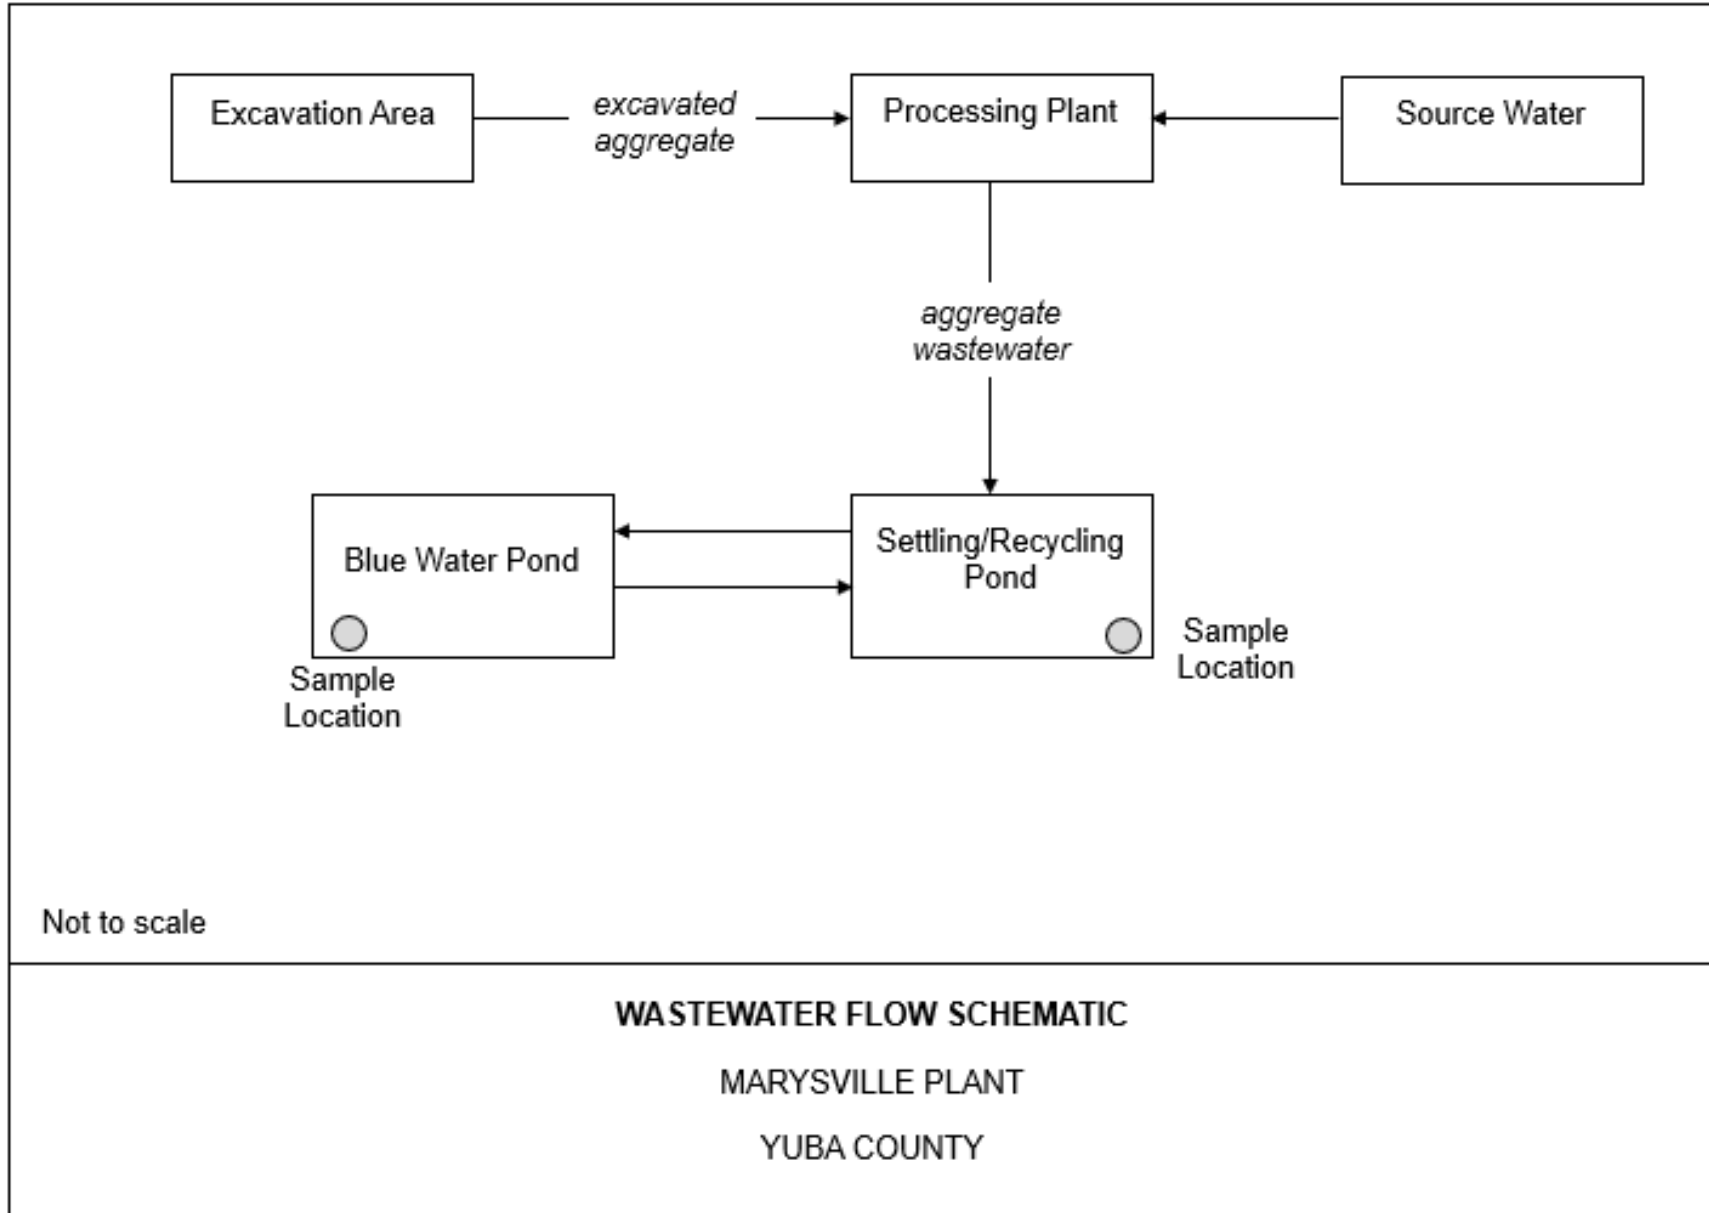 Excavation Area
excavated
aggregate
Processing Plant
Source Water
aggregate
wastewater
Blue Water Pond
Settling/Recycling
Pond
Sample
Location
Sample
Location
Not to scale
WASTEWATER FLOW SCHEMATIC
MARYSVILLE PLANT
YUBA COUNTY